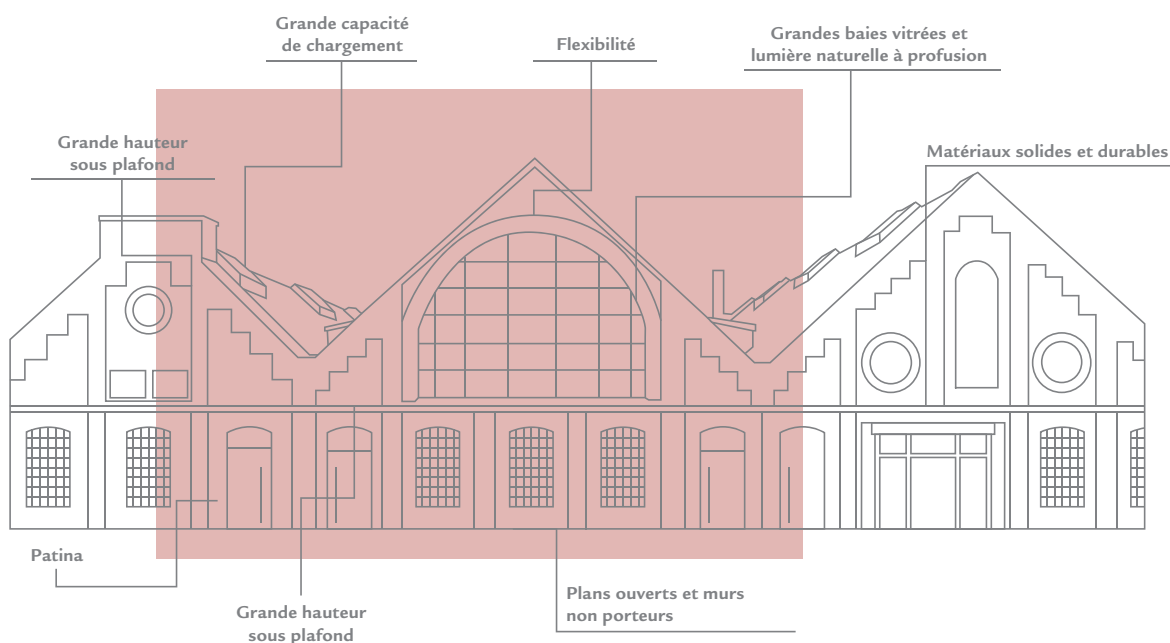 Grande capacité
de chargement
Flexibilité
Grandes baies vitrées et
lumière naturelle à profusion
Grande hauteur
sous plafond
Matériaux solides et durables
Patina
Grande hauteur
sous plafond
Plans ouverts et murs
non porteurs